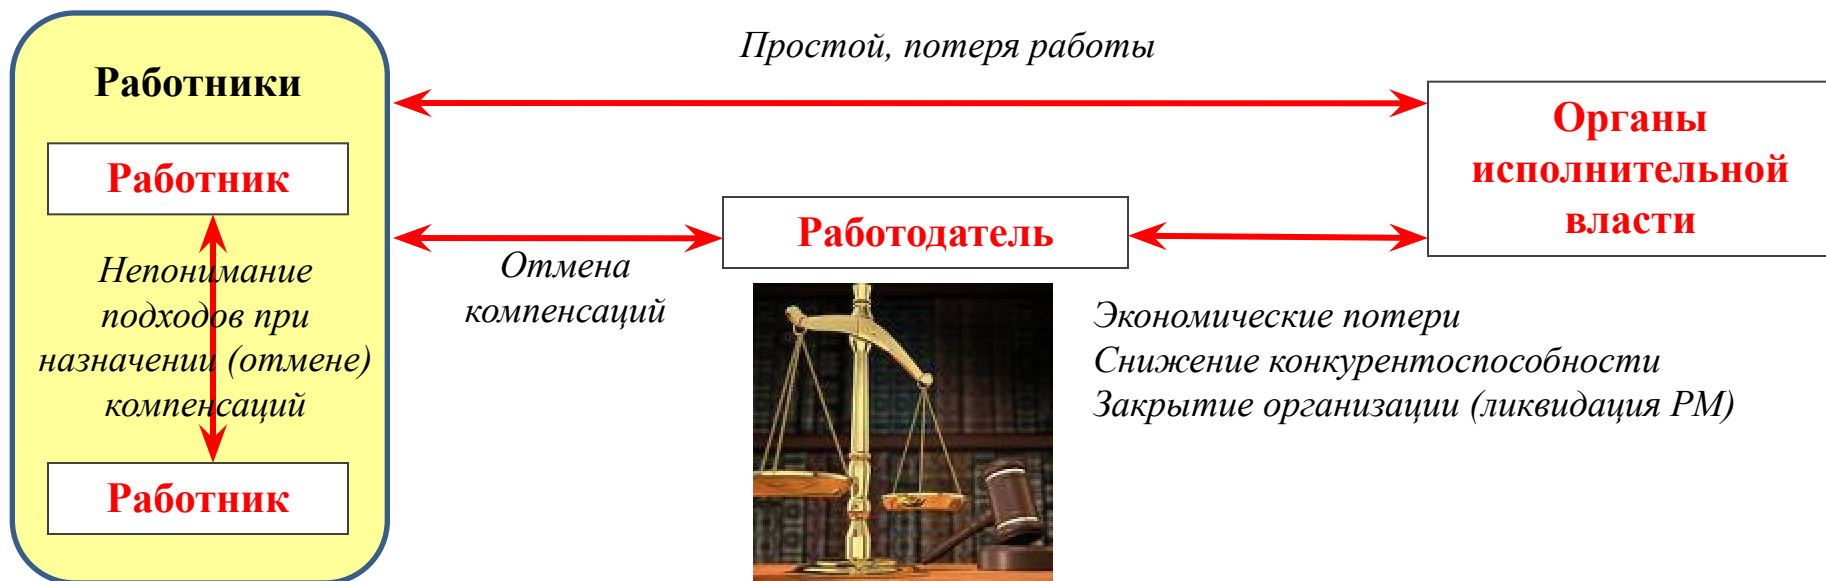 Простой, потеря работы
Работники
Органы
исполнительной
власти
Работник
Работодатель
Непонимание
подходов при
назначении (отмене)
компенсаций
Отмена
компенсаций
Экономические потери
Снижение конкурентоспособности
Закрытие организации (ликвидация РМ)
Работник